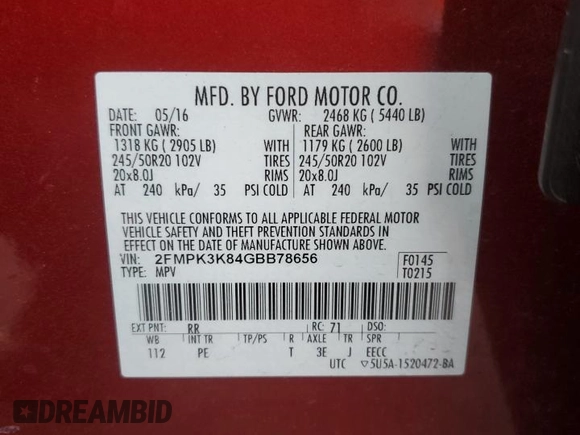 MFD. BY FORD MOTOR CO.
DATE: 05/16 GVWR: 2468 KG ( 5440 LB)
FRONT GAWR: REAR GAWR:
1318 KG ( 2905 LB) WITH 1179 KG ( 2600 LB) WITH
245/50R20 102V TIRES 245/50R20 102V TIRES
20x8.0J RIMS 20x8.0J RIMS
AT 240 kPa/ 35 PSI COLD AT 240 kPa/ 35 PSI COLD
THIS VEHICLE CONFORMS TO ALL APPLICABLE FEDERAL MOTOR
VEHICLE SAFETY AND THEFT PREVENTION STANDARDS IN
EFFECT ON THE DATE OF MANUFACTURE SHOWN ABOVE.
VIN: 2FMPK3K84GBB78656 F0145
TYPE: MPV T0215
EXT PNT: RR RC: 71 DSO:
WB INT TR TP/PS R AXLE TR SPR
112 PE T 3E J EECC
UTC ▽5U5A-1520472-BA
DREAMBID